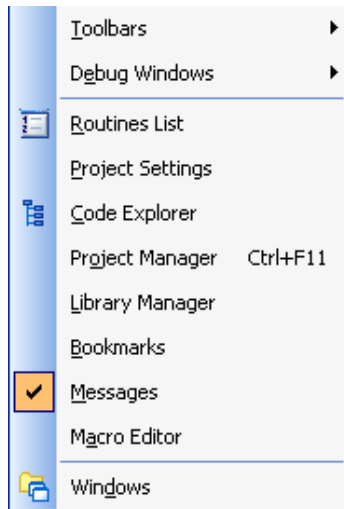 Toolbars
Debug Windows
Routines List
Project Settings
Code Explorer
Project Manager Ctrl+F11
Library Manager
Bookmarks
Messages
Macro Editor
Windows